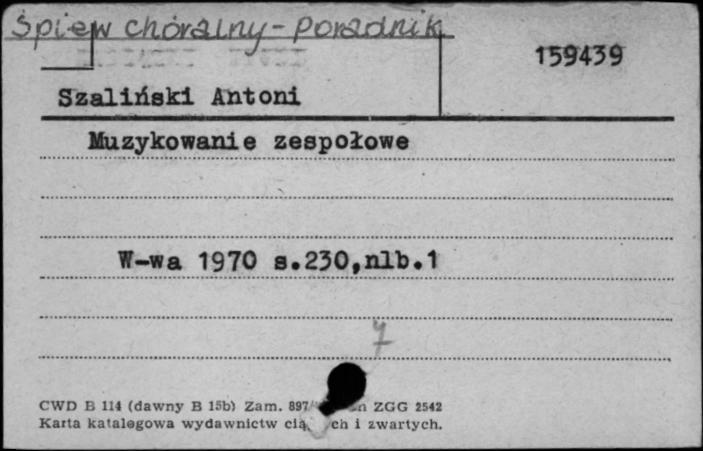 Śpiew chóralny - Poradnik
159439
Szaliński Antoni
Muzykowanie zespołowe
W-wa 1970 s.230,nlb.1
7
CWD B 114 (dawny B 15b) Zam. 897/ ZGG 2542
Karta katalogowa wydawnictw i zwartych.